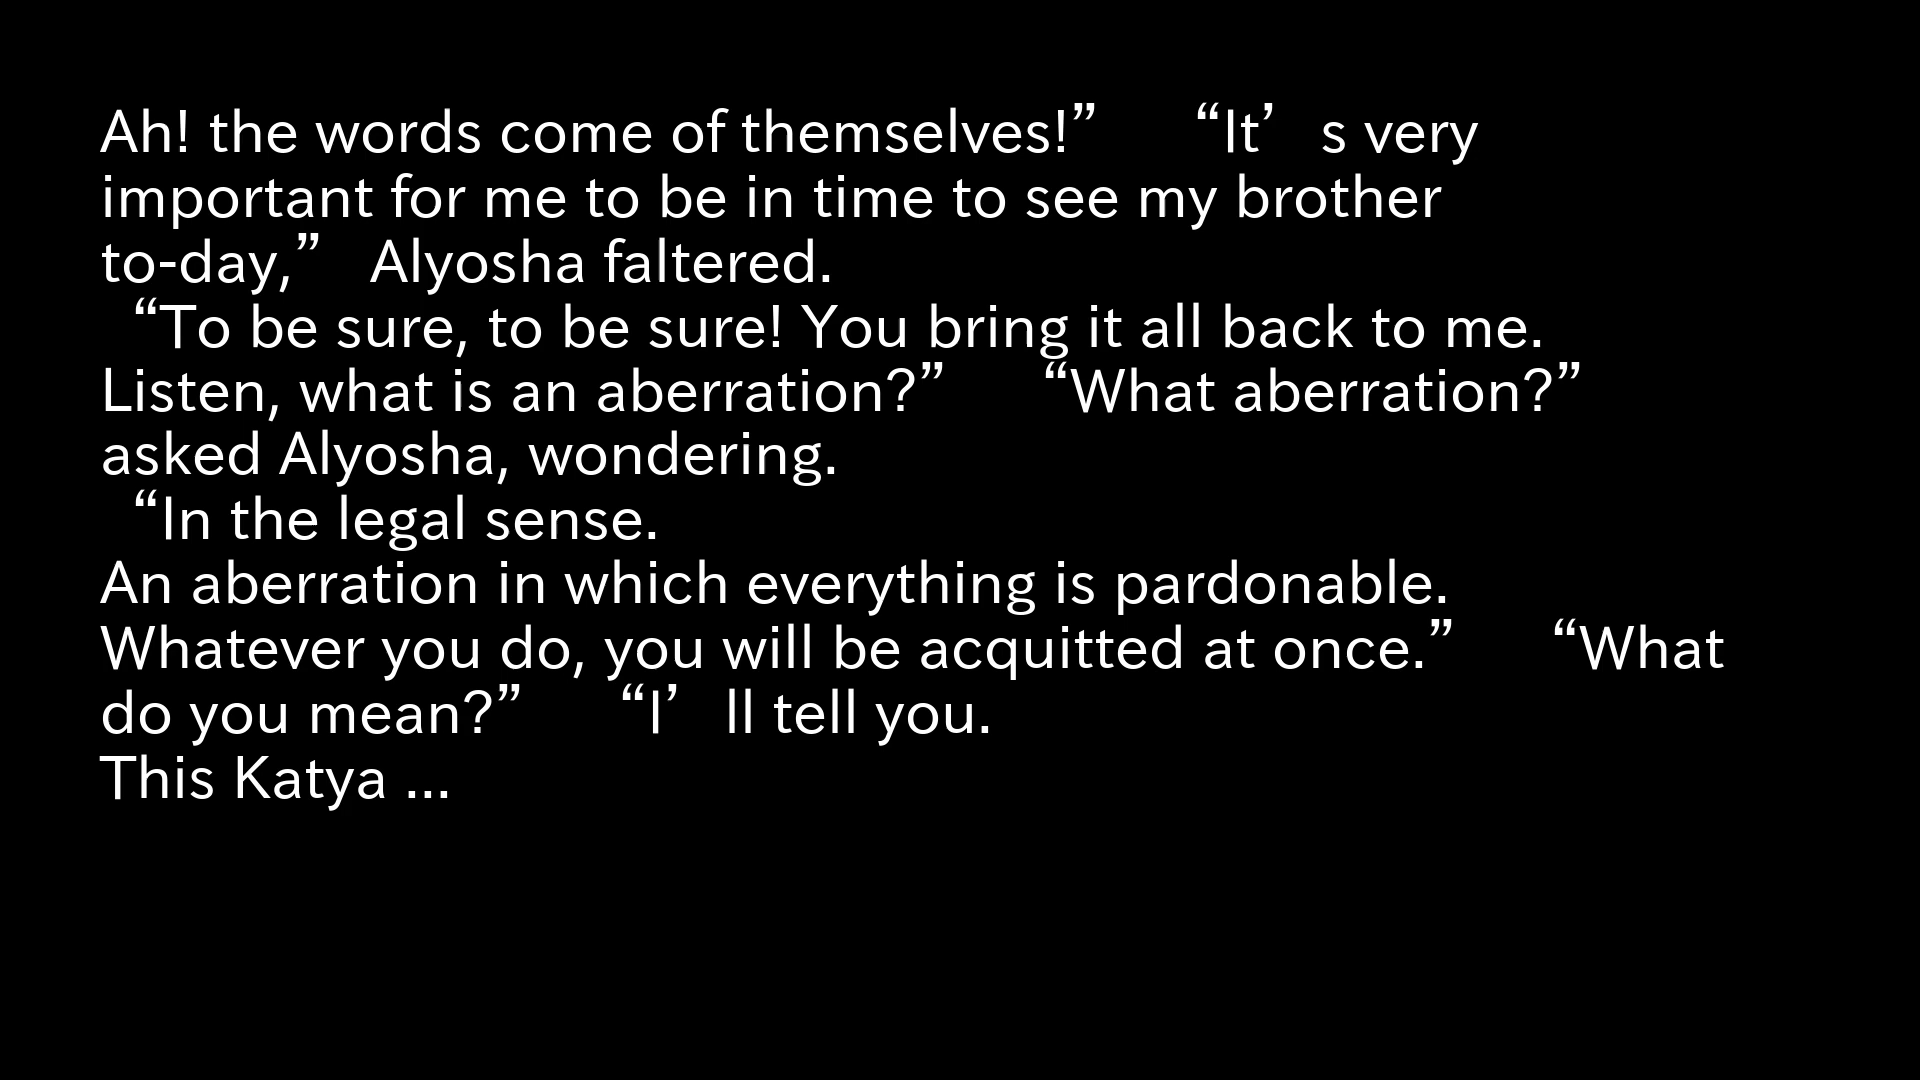 Ah! the words come of themselves!” “It’s very
important for me to be in time to see my brother
to-day,” Alyosha faltered.
“To be sure, to be sure! You bring it all back to me.
Listen, what is an aberration?” “What aberration?”
asked Alyosha, wondering.
“In the legal sense.
An aberration in which everything is pardonable.
Whatever you do, you will be acquitted at once.” “What
do you mean?” “I’ll tell you.
This Katya ...